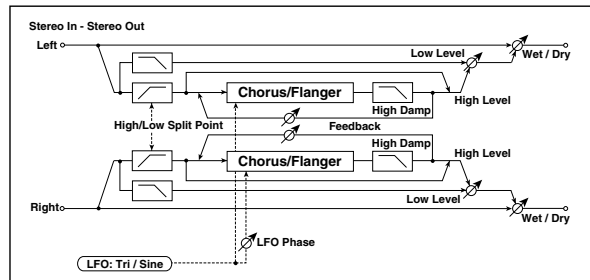 Stereo In - Stereo Out
Left
Low Level
Wet / Dry
Chorus/Flanger
High Damp
High Level
High/Low Split Point
Feedback
Chorus/Flanger
High Damp
High Level
Low Level
Right
Wet / Dry
LFO Phase
LFO: Tri / Sine